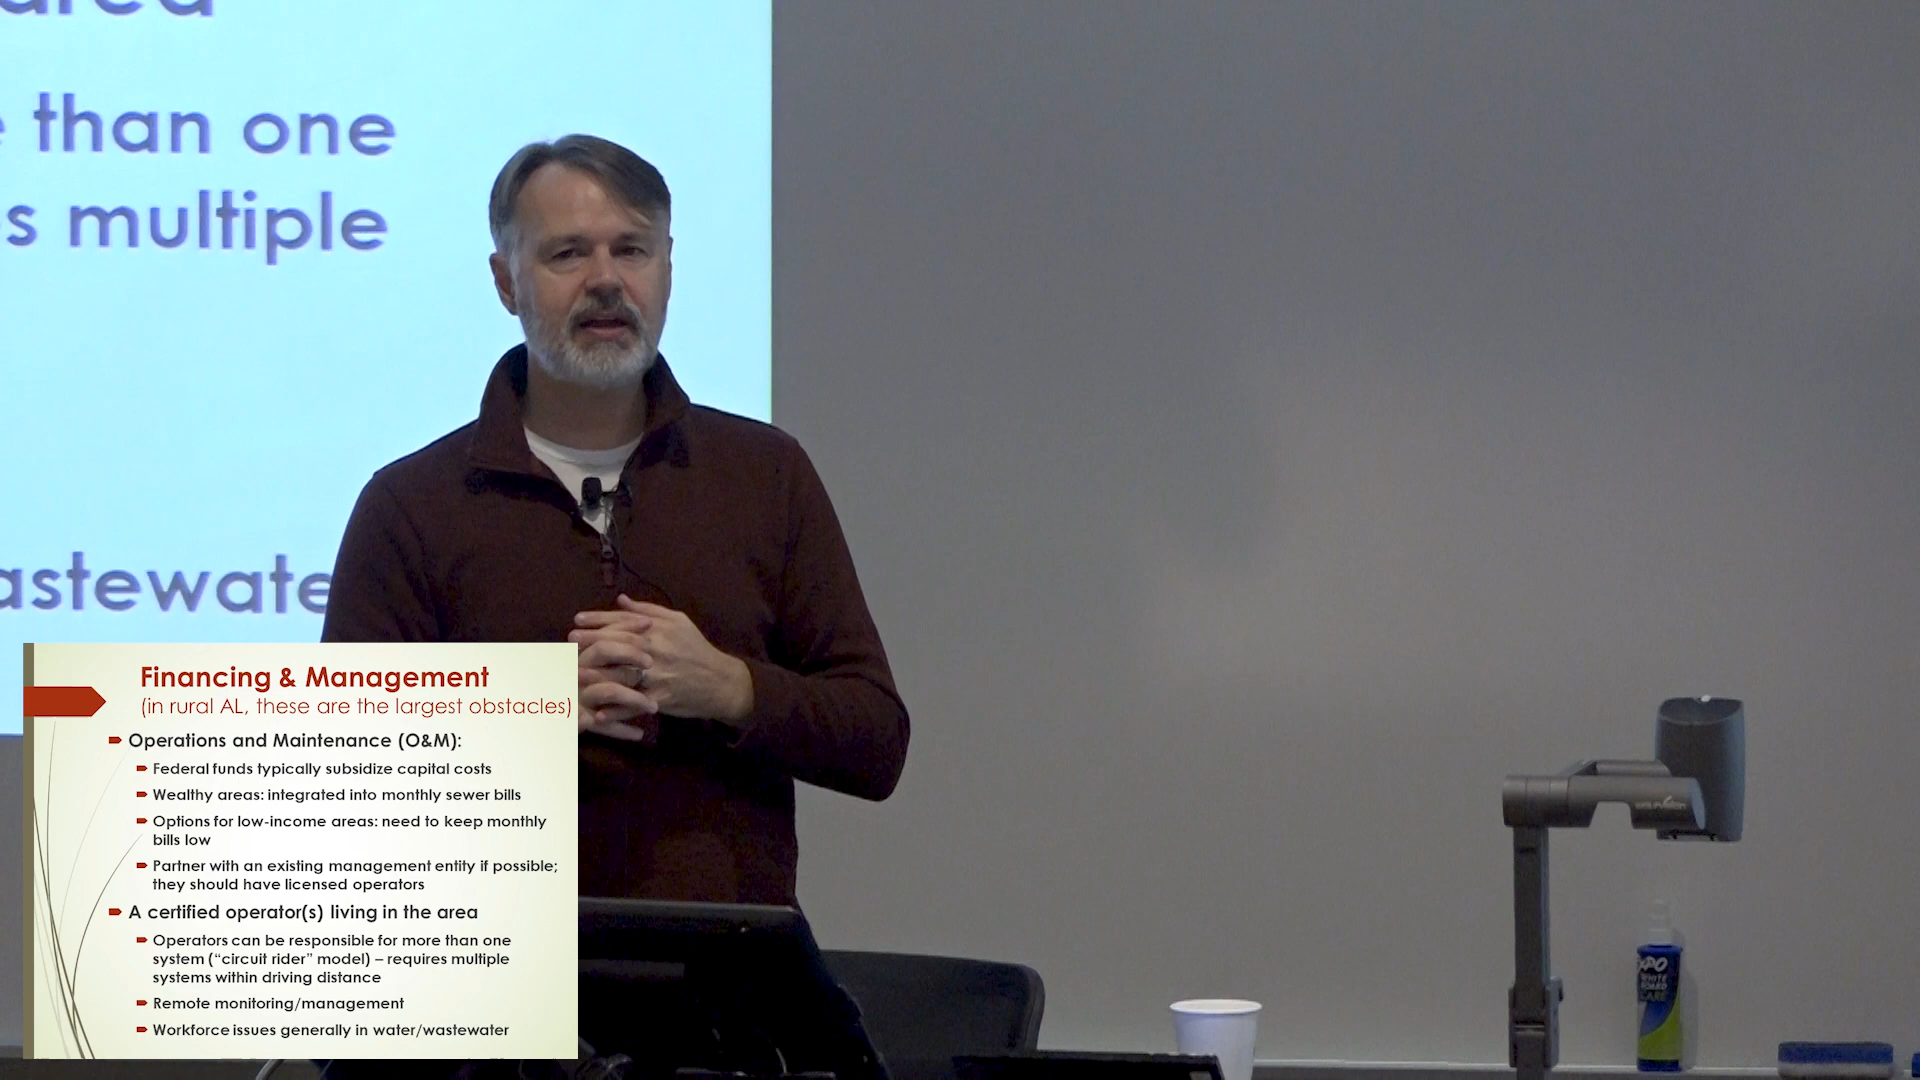 than one
s multiple
astewate
Financing & Management
(in rural AL, these are the largest obstacles)
Operations and Maintenance (O&M):
Federal funds typically subsidize capital costs
Wealthy areas: integrated into monthly sewer bills
Options for low-income areas: need to keep monthly
bills low
Partner with an existing management entity if possible;
they should have licensed operators
A certified operator(s) living in the area
Operators can be responsible for more than one
system (“circuit rider” model) – requires multiple
systems within driving distance
Remote monitoring/management
Workforce issues generally in water/wastewater
XPO
WHITE
BOARD
CARE